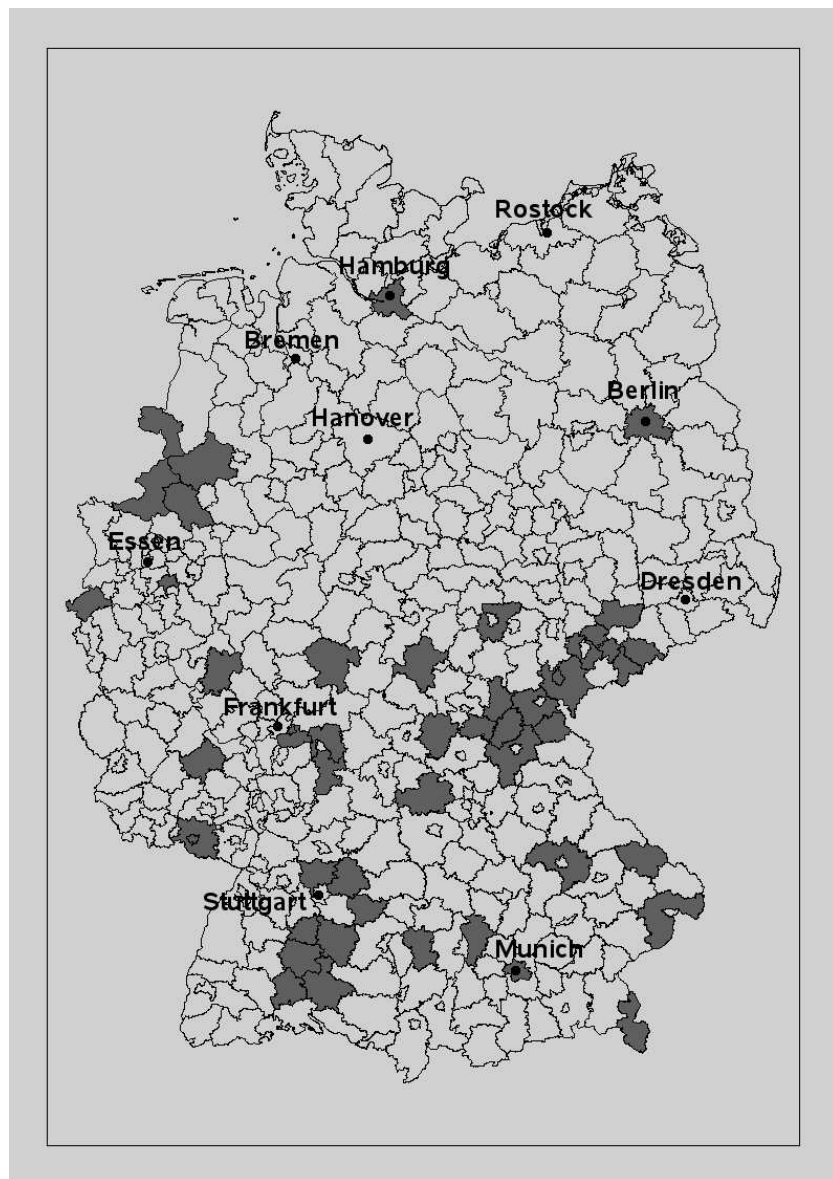 Rostock
Hamburg
Bremen
Berlin
Hanover
Essen
Dresden
Frankfurt
Stuttgart
Munich